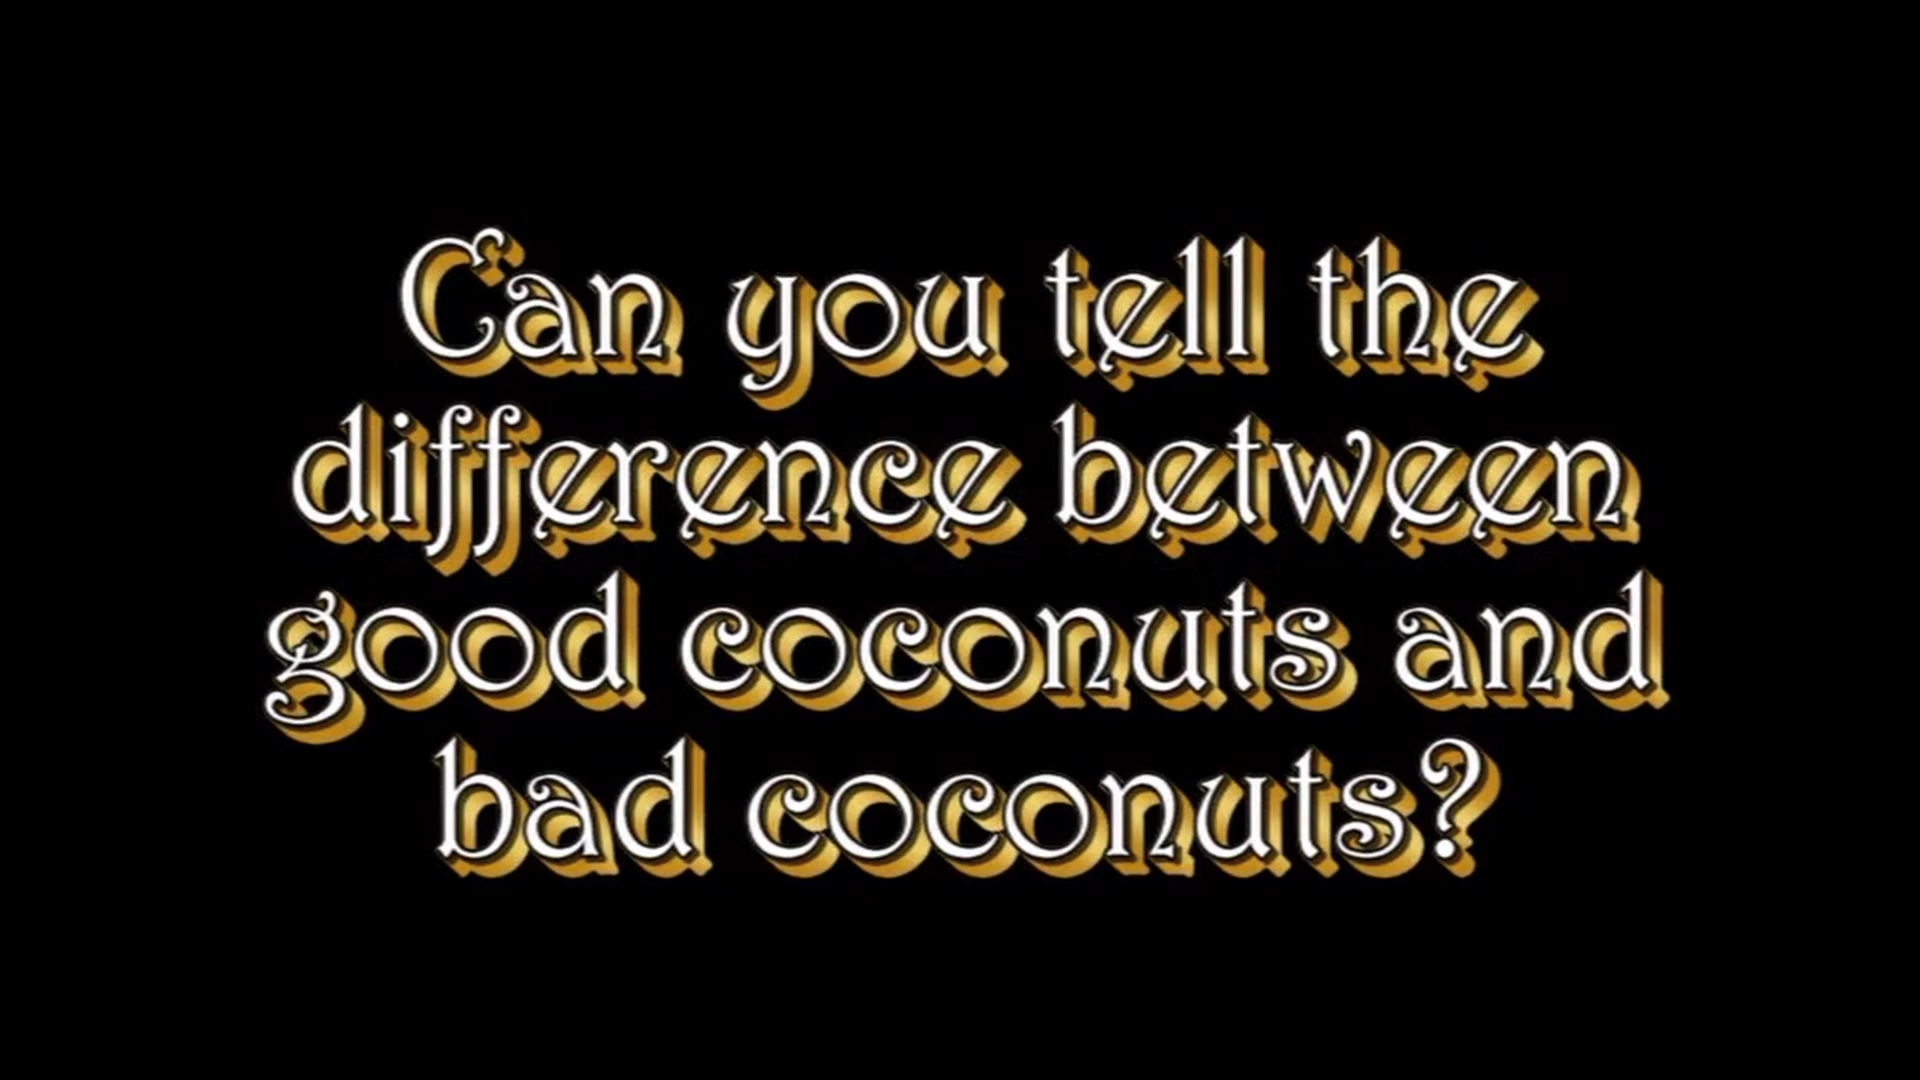 Can you tell the
difference between
good coconuts and
bad coconuts?